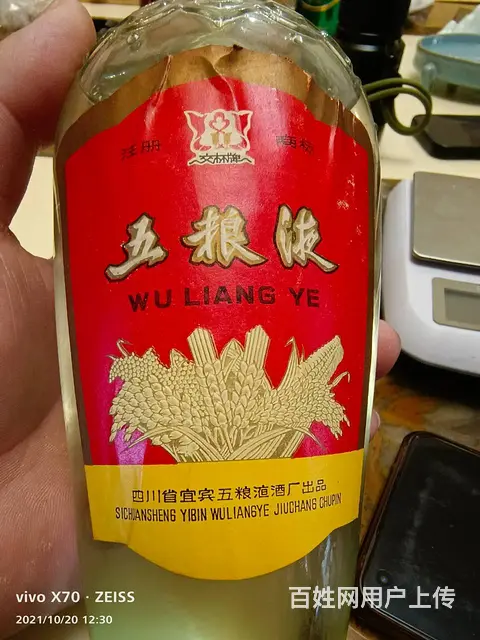 注册 商标
交杯牌
五粮液
WU LIANG YE
四川省宜宾五粮液酒厂出品
SICHUANSHENG YIBIN WULIANGYE JIUCHANG CHUPIN
vivo X70 · ZEISS
2021/10/20 12:30
百姓网用户上传